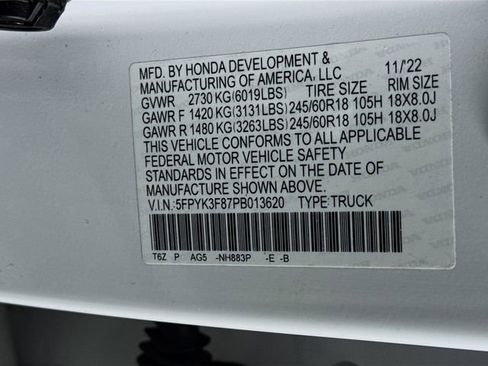 MFD. BY HONDA DEVELOPMENT &
MANUFACTURING OF AMERICA, LLC 11/'22
GVWR 2730 KG(6019LBS) TIRE SIZE RIM SIZE
GAWR F 1420 KG(3131LBS) 245/60R18 105H 18X8.0J
GAWR R 1480 KG(3263LBS) 245/60R18 105H 18X8.0J
THIS VEHICLE CONFORMS TO ALL APPLICABLE
FEDERAL MOTOR VEHICLE SAFETY
STANDARDS IN EFFECT ON THE DATE OF
MANUFACTURE SHOWN ABOVE.
V.I.N.:5FPYK3F87PB013620 TYPE:TRUCK
T6Z P AG5 -NH883P -E -B